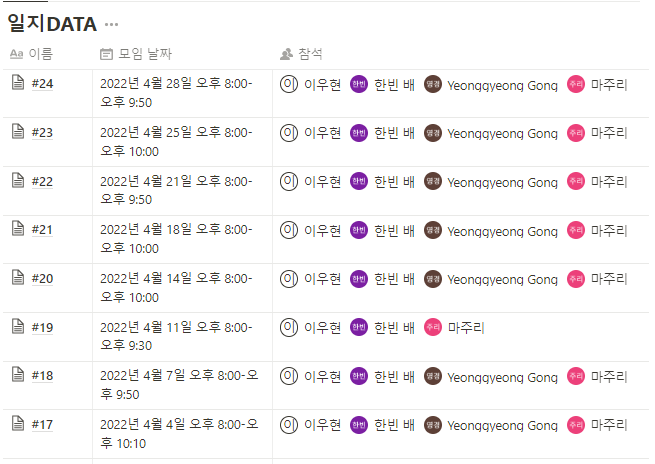 일지DATA ...
Aa 이름 모임 날짜 참석
#24 2022년 4월 28일 오후 8:00- 이 이우현 한빈 한빈 배 영경 Yeonggyeong Gong 주리 마주리
오후 9:50
#23 2022년 4월 25일 오후 8:00- 이 이우현 한빈 한빈 배 영경 Yeonggyeong Gong 주리 마주리
오후 10:00
#22 2022년 4월 21일 오후 8:00- 이 이우현 한빈 한빈 배 영경 Yeonggyeong Gong 주리 마주리
오후 9:50
#21 2022년 4월 18일 오후 8:00- 이 이우현 한빈 한빈 배 영경 Yeonggyeong Gong 주리 마주리
오후 10:00
#20 2022년 4월 14일 오후 8:00- 이 이우현 한빈 한빈 배 영경 Yeonggyeong Gong 주리 마주리
오후 10:00
#19 2022년 4월 11일 오후 8:00- 이 이우현 한빈 한빈 배 주리 마주리
오후 9:30
#18 2022년 4월 7일 오후 8:00-오 이 이우현 한빈 한빈 배 영경 Yeonggyeong Gong 주리 마주리
후 9:50
#17 2022년 4월 4일 오후 8:00-오 이 이우현 한빈 한빈 배 영경 Yeonggyeong Gong 주리 마주리
후 10:10